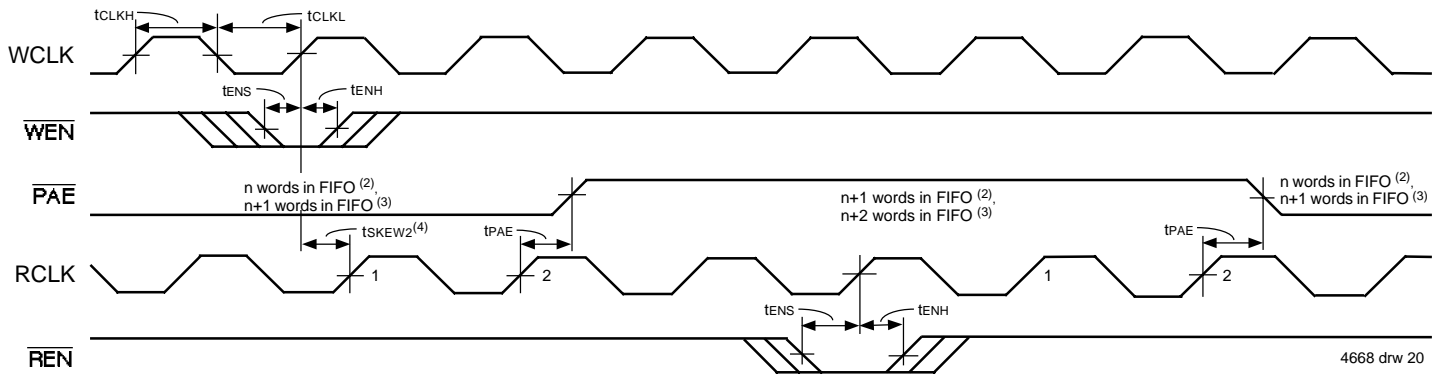 tCLKH
tCLKL
WCLK
tENS
tENH
WEN
PAE
n words in FIFO (2),
n+1 words in FIFO (3)
n+1 words in FIFO (2),
n+2 words in FIFO (3)
n words in FIFO (2),
n+1 words in FIFO (3)
tSKEW2(4)
tPAE
tPAE
RCLK
1
2
1
2
tENS
tENH
REN
4668 drw 20